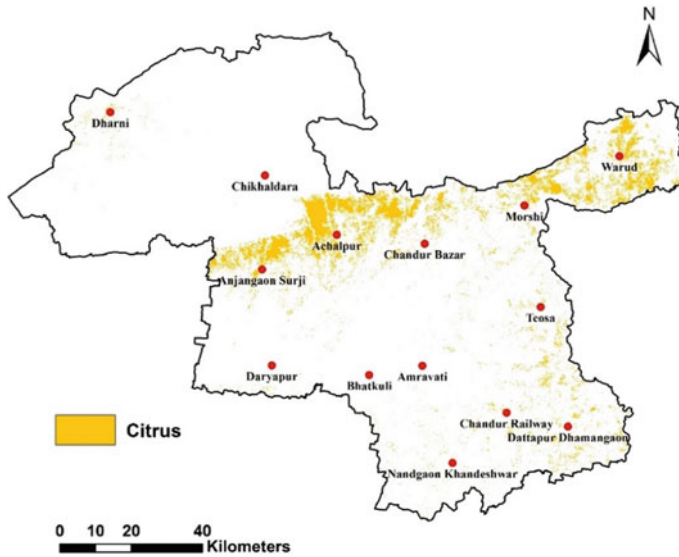 N
Dharni
Warud
Chikhaldara
Morshi
Achalpur
Chandur Bazar
Anjangaon Surji
Teosa
Daryapur
Bhatkuli
Amravati
Chandur Railway
Dattapur Dhamangaon
Citrus
Nandgaon Khandeshwar
0 10 20 40
Kilometers